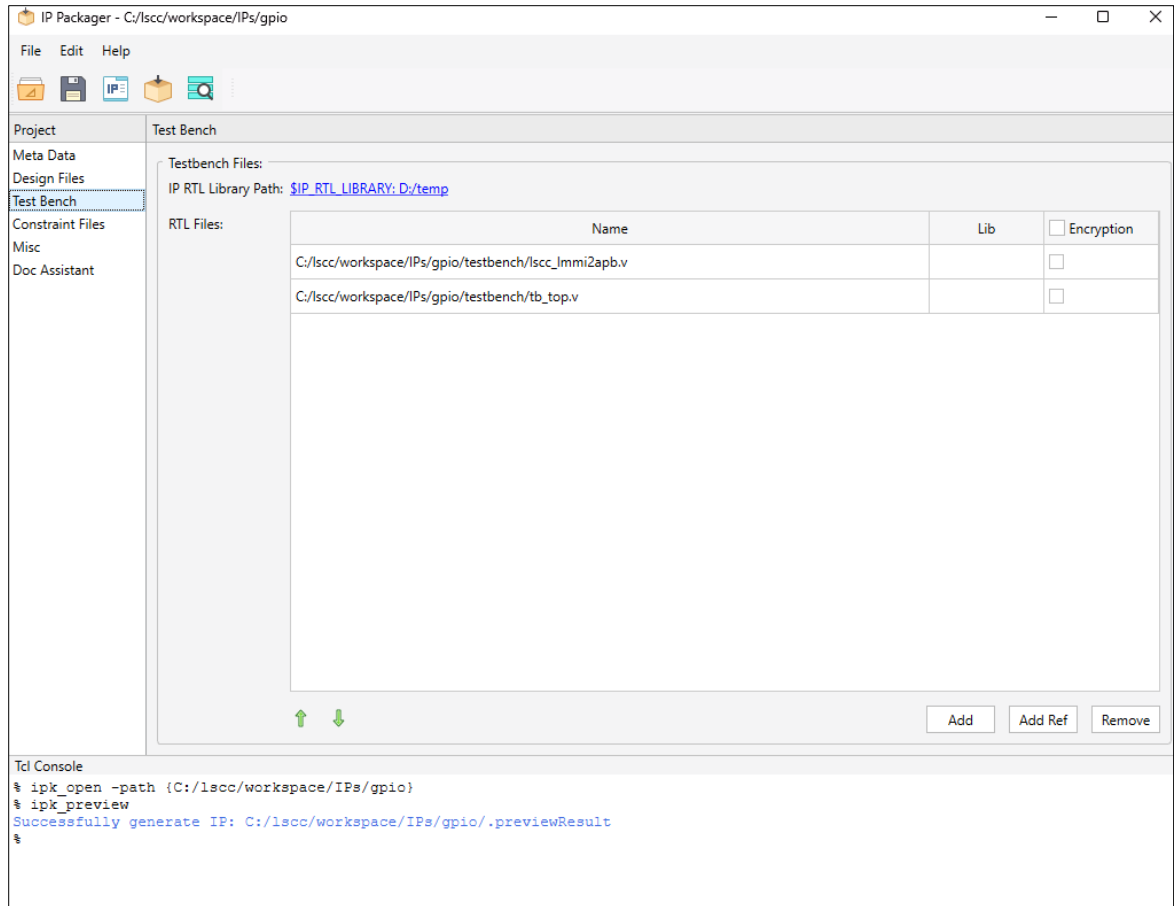 IP Packager - C:/lscc/workspace/IPs/gpio
File Edit Help
IP
Project
Test Bench
Meta Data
Design Files
Test Bench
Constraint Files
Misc
Doc Assistant
Testbench Files:
IP RTL Library Path: $IP_RTL_LIBRARY: D:/temp
RTL Files:
Name Lib Encryption
C:/lscc/workspace/IPs/gpio/testbench/lscc_lmmi2apb.v
C:/lscc/workspace/IPs/gpio/testbench/tb_top.v
Add Add Ref Remove
Tcl Console
% ipk_open -path {C:/lscc/workspace/IPs/gpio}
% ipk_preview
Successfully generate IP: C:/lscc/workspace/IPs/gpio/.previewResult
%